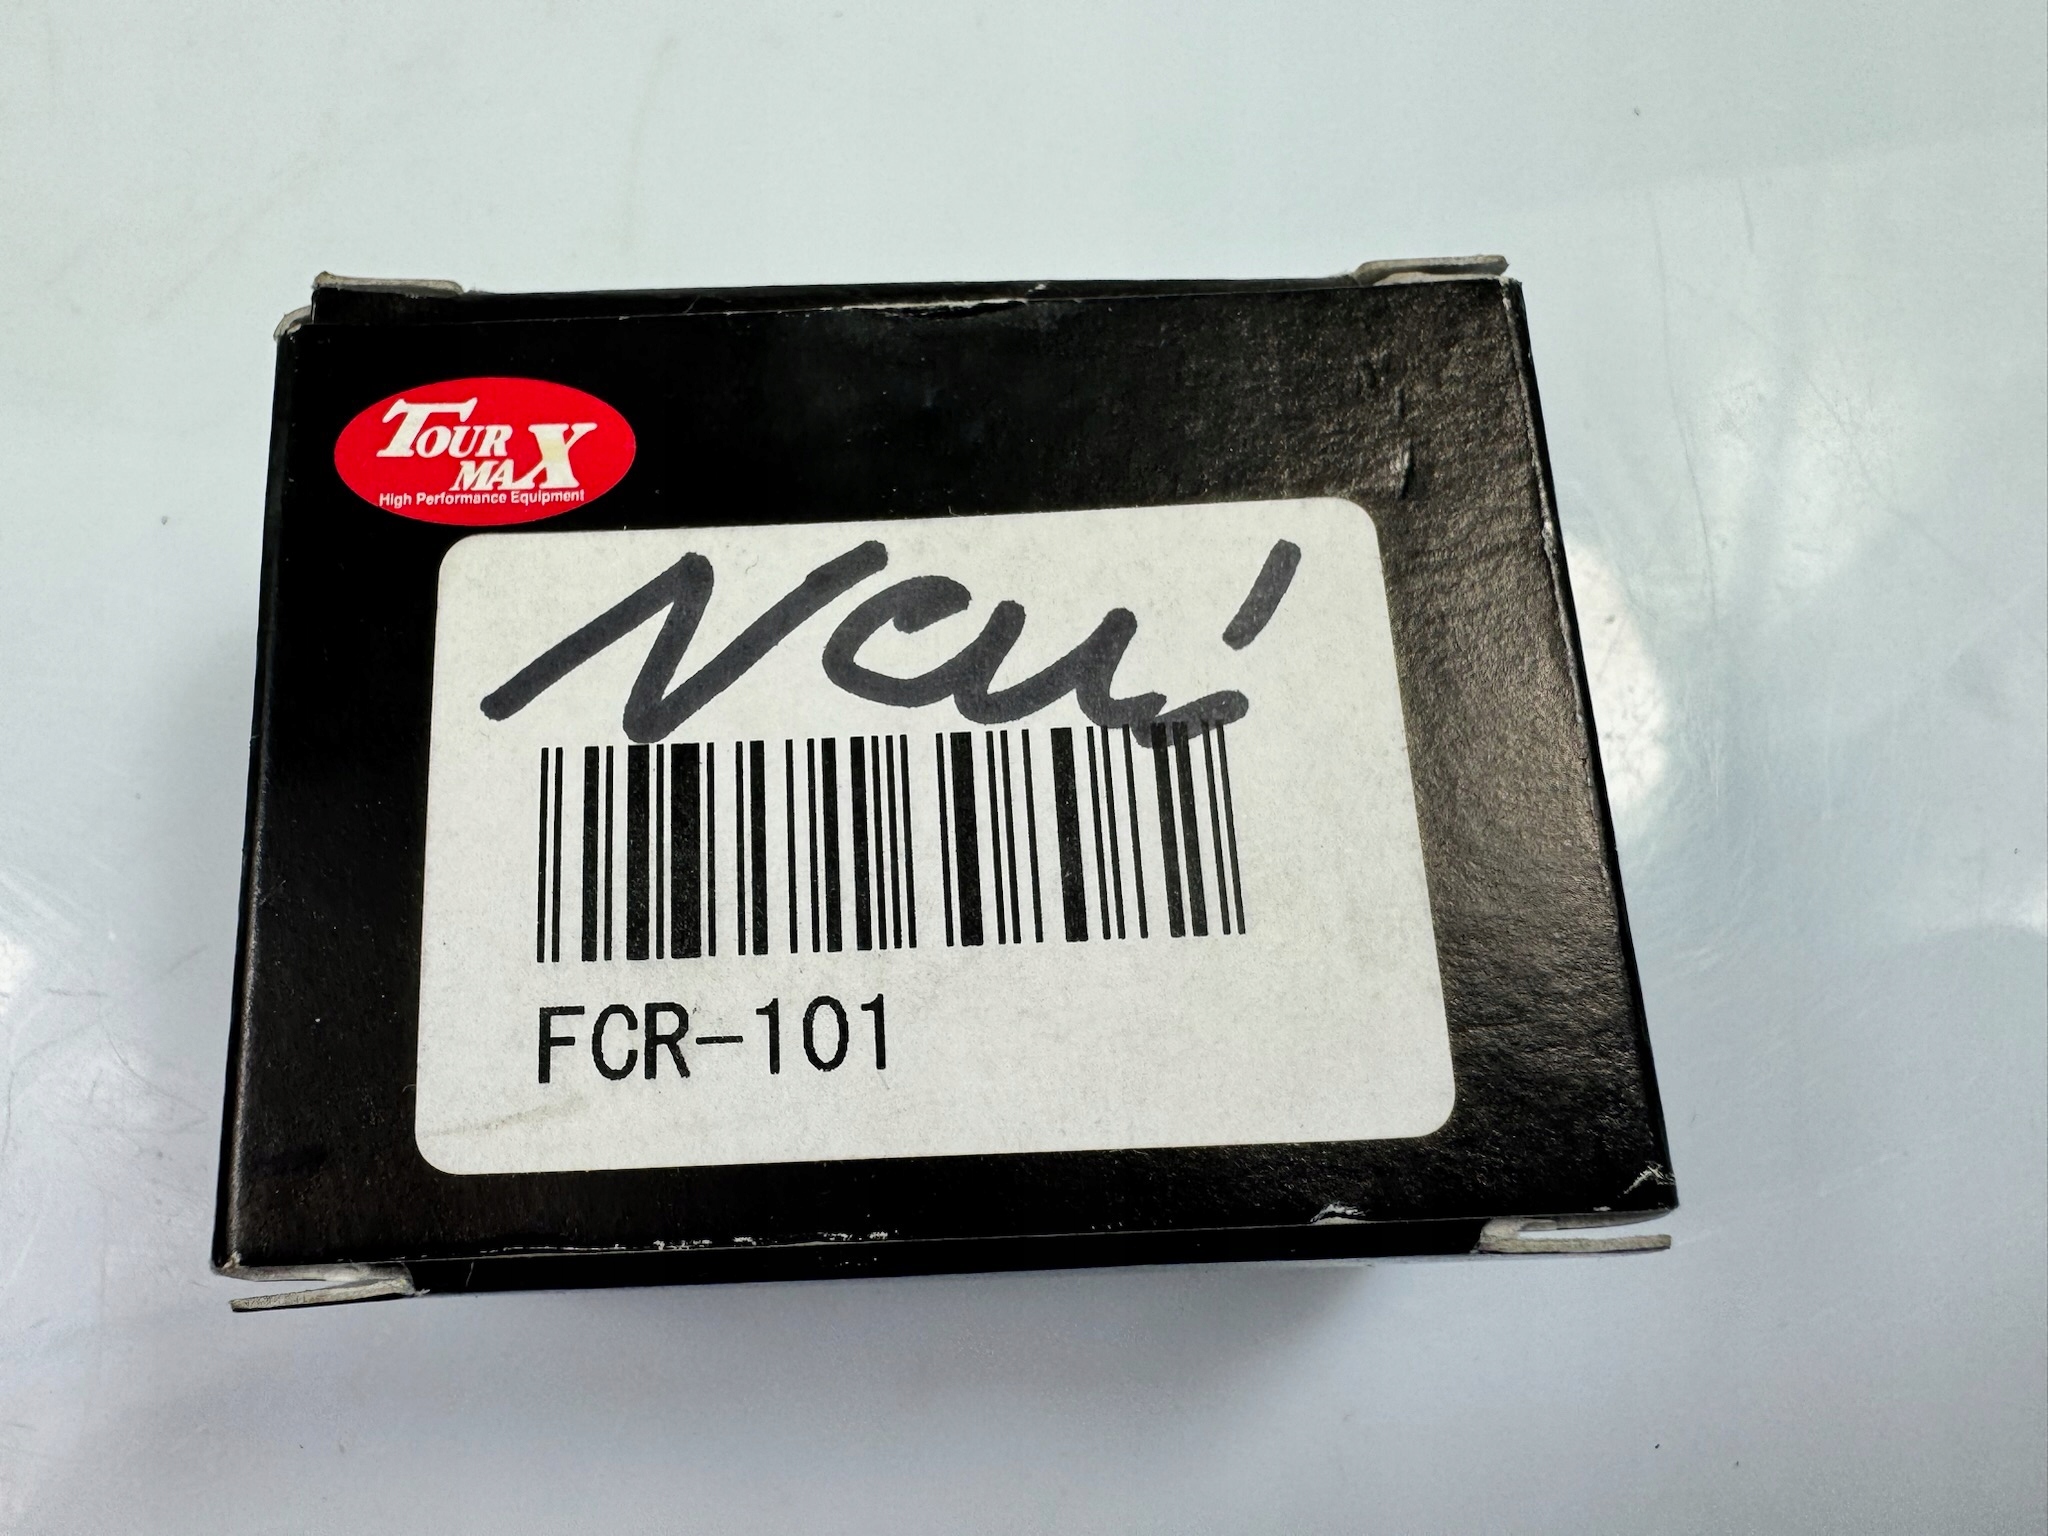 TOUR
MAX
High Performance Equipment
Neu!
FCR-101